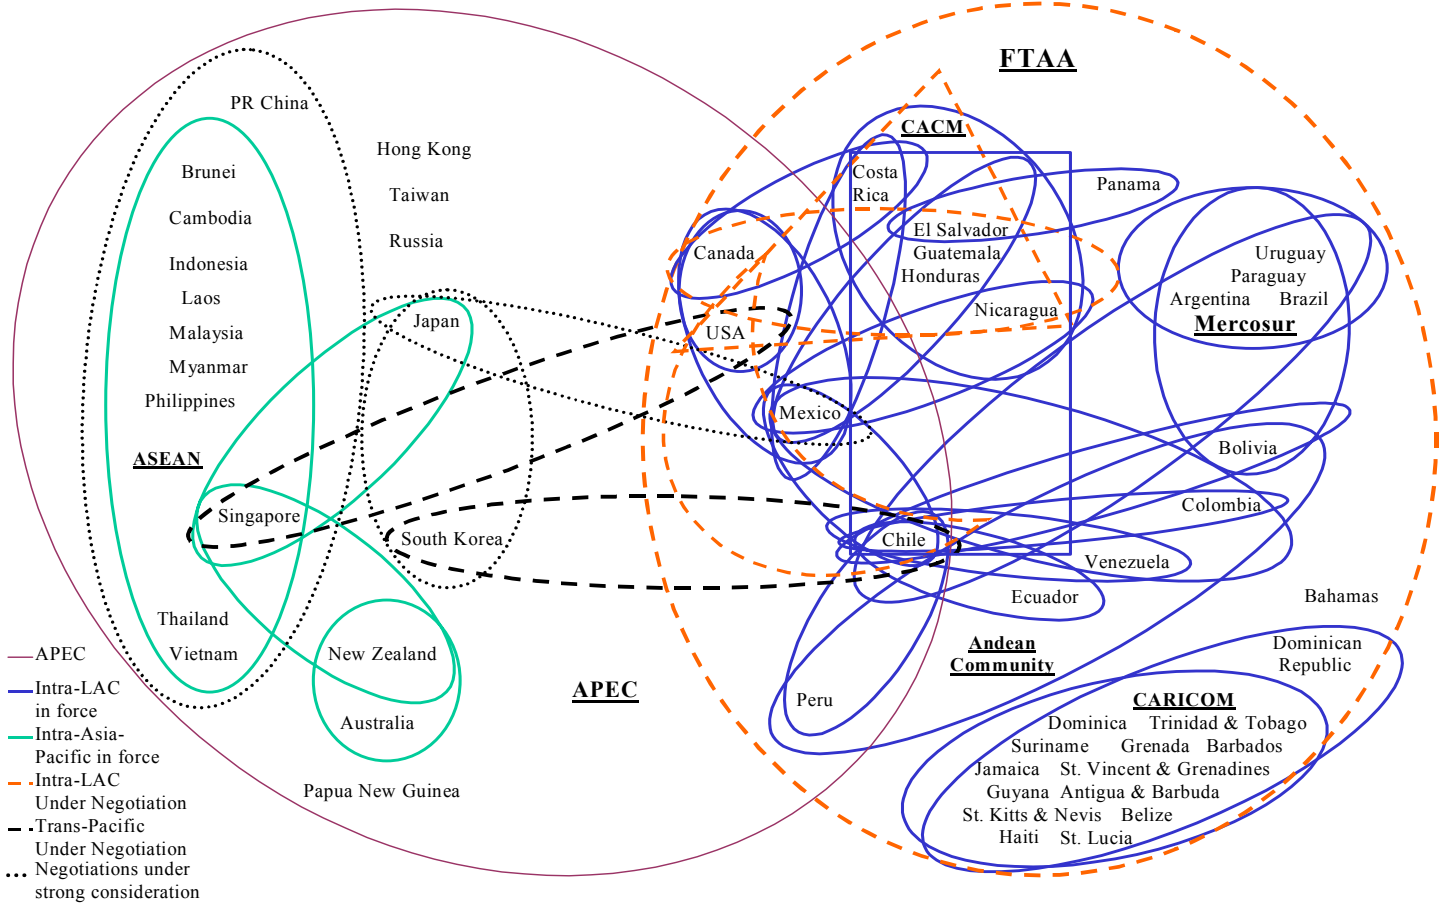 FTAA
PR China
CACM
Hong Kong
Brunei
Costa
Rica
Panama
Taiwan
Cambodia
El Salvador
Russia
Canada
Guatemala
Uruguay
Indonesia
Honduras
Paraguay
Laos
Argentina Brazil
Nicaragua
Japan
Mercosur
Malaysia
USA
Myanmar
Philippines
Mexico
Bolivia
ASEAN
Colombia
Singapore
South Korea
Chile
Venezuela
Ecuador
Bahamas
Thailand
Andean
Community
Dominican
Republic
Vietnam
New Zealand
APEC
Peru
CARICOM
Australia
Dominica Trinidad & Tobago
Suriname Grenada Barbados
Jamaica St. Vincent & Grenadines
Papua New Guinea
Guyana Antigua & Barbuda
St. Kitts & Nevis Belize
Haiti St. Lucia
APEC
Intra-LAC
in force
Intra-Asia-
Pacific in force
Intra-LAC
Under Negotiation
Trans-Pacific
Under Negotiation
Negotiations under
strong consideration